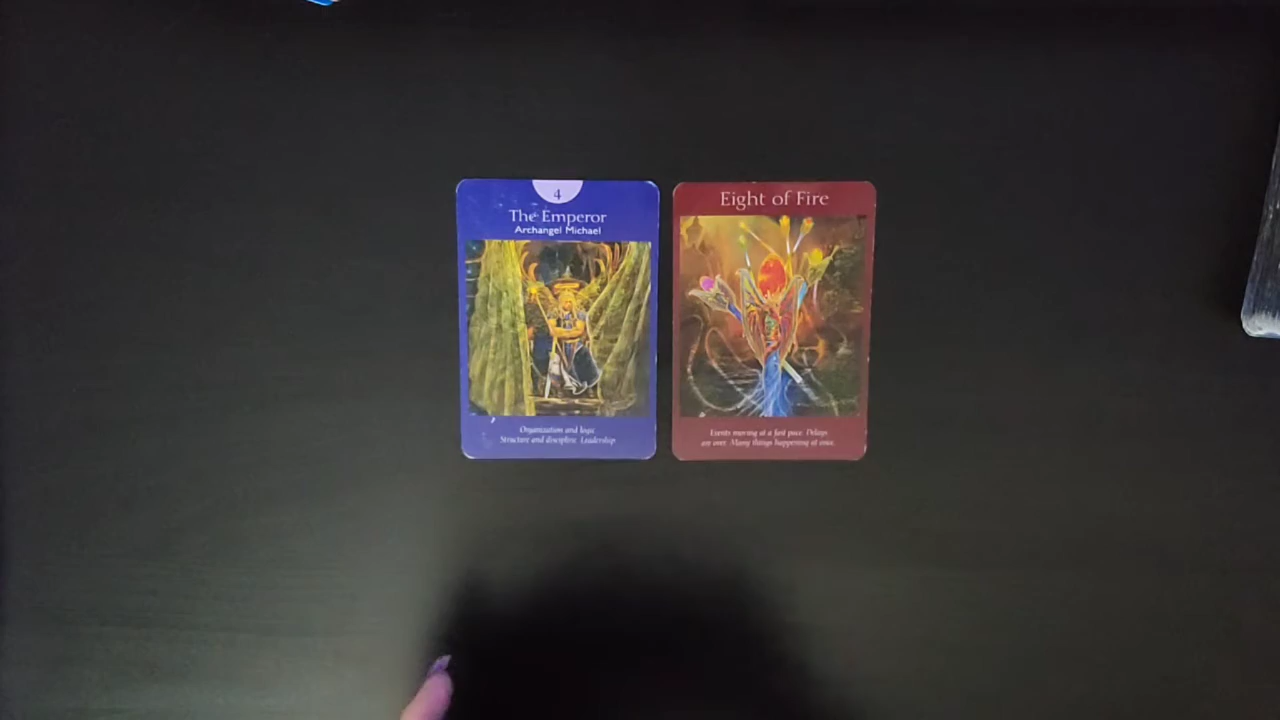 4
The Emperor
Archangel Michael
Organization and logic
Structure and discipline. Leadership.
Eight of Fire
Events moving at a fast pace. Delays
are over. Many things happening at once.